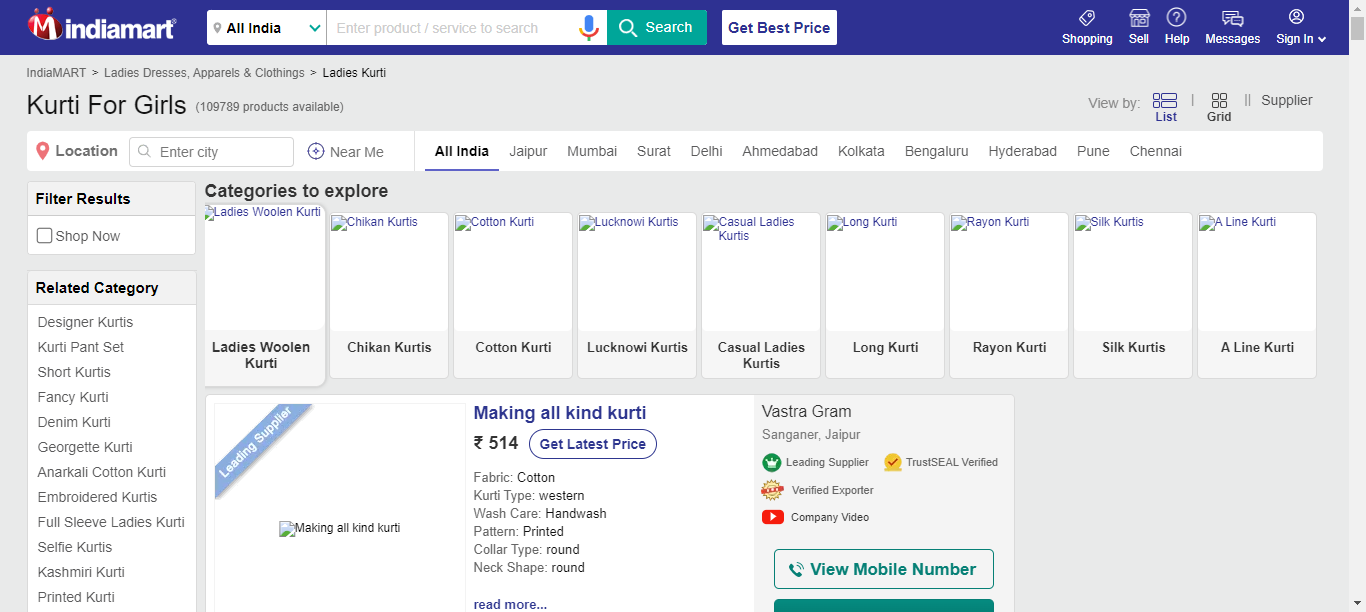 indiamart
All India
Enter product / service to search
Search
Get Best Price
Shopping
Sell
Help
Messages
Sign In
IndiaMART > Ladies Dresses, Apparels & Clothings > Ladies Kurti
Kurti For Girls (109789 products available)
View by:
List
Grid
Supplier
Location
Enter city
Near Me
All India
Jaipur
Mumbai
Surat
Delhi
Ahmedabad
Kolkata
Bengaluru
Hyderabad
Pune
Chennai
Filter Results
Shop Now
Related Category
Designer Kurtis
Kurti Pant Set
Short Kurtis
Fancy Kurti
Denim Kurti
Georgette Kurti
Anarkali Cotton Kurti
Embroidered Kurtis
Full Sleeve Ladies Kurti
Selfie Kurtis
Kashmiri Kurti
Printed Kurti
Categories to explore
Ladies Woolen Kurti
Ladies Woolen
Kurti
Chikan Kurtis
Chikan Kurtis
Cotton Kurti
Cotton Kurti
Lucknowi Kurtis
Lucknowi Kurtis
Casual Ladies
Kurtis
Casual Ladies
Kurtis
Long Kurti
Long Kurti
Rayon Kurti
Rayon Kurti
Silk Kurtis
Silk Kurtis
A Line Kurti
A Line Kurti
Leading Supplier
Making all kind kurti
Making all kind kurti
₹ 514
Get Latest Price
Fabric: Cotton
Kurti Type: western
Wash Care: Handwash
Pattern: Printed
Collar Type: round
Neck Shape: round
read more...
Vastra Gram
Sanganer, Jaipur
Leading Supplier
TrustSEAL Verified
Verified Exporter
Company Video
View Mobile Number